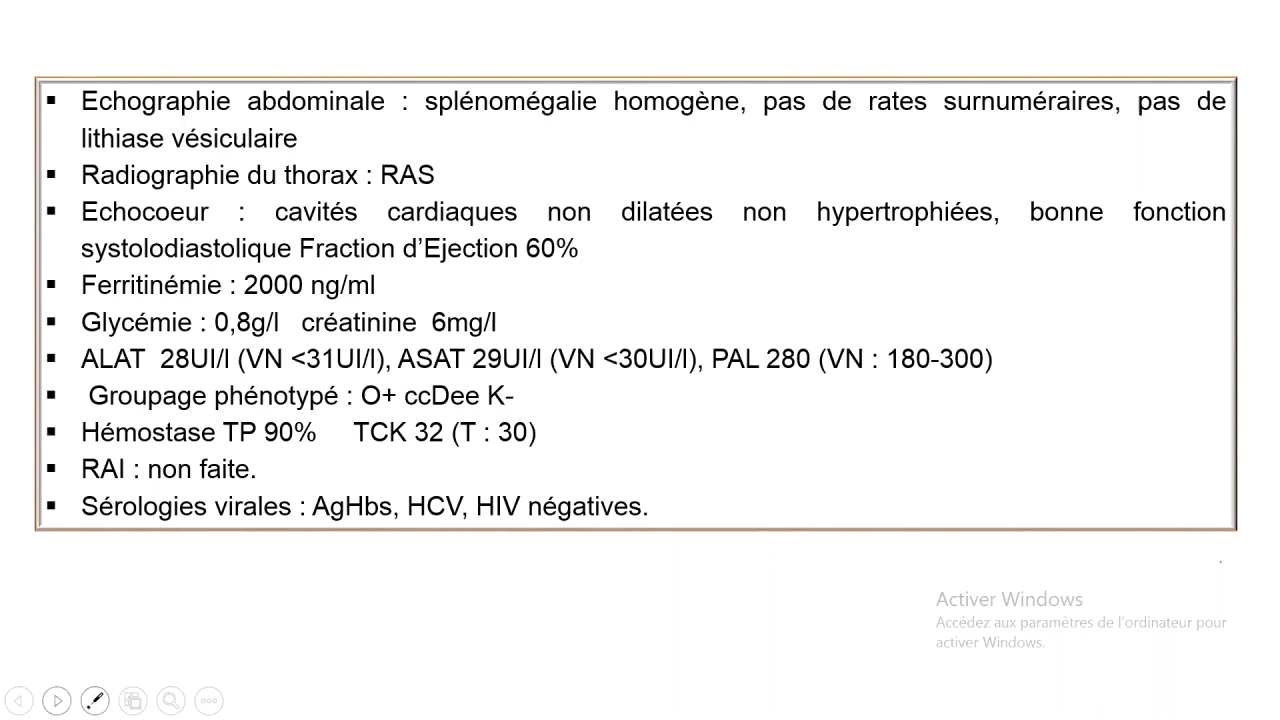 ▪ Echographie abdominale : splénomégalie homogène, pas de rates surnuméraires, pas de
lithiase vésiculaire
▪ Radiographie du thorax : RAS
▪ Echocoeur : cavités cardiaques non dilatées non hypertrophiées, bonne fonction
systolodiastolique Fraction d’Ejection 60%
▪ Ferritinémie : 2000 ng/ml
▪ Glycémie : 0,8g/l créatinine 6mg/l
▪ ALAT 28UI/l (VN <31UI/l), ASAT 29UI/l (VN <30UI/l), PAL 280 (VN : 180-300)
▪ Groupage phénotypé : O+ ccDee K-
▪ Hémostase TP 90% TCK 32 (T : 30)
▪ RAI : non faite.
▪ Sérologies virales : AgHbs, HCV, HIV négatives.
Activer Windows
Accédez aux paramètres de l'ordinateur pour
activer Windows.